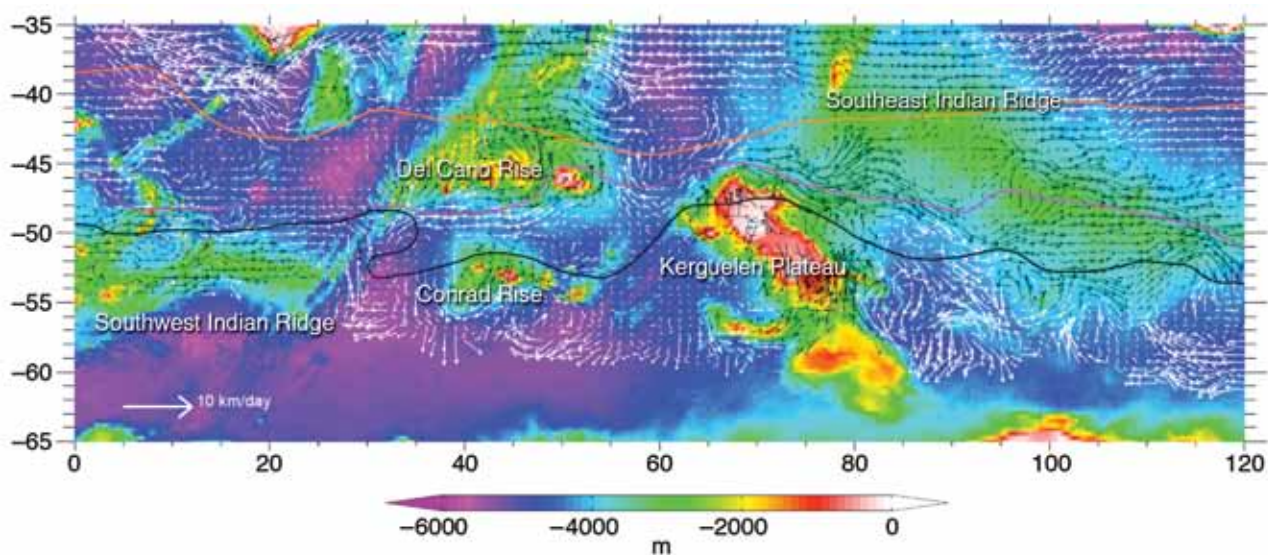 −35
−40
−45
−50
−55
−60
−65
Southeast Indian Ridge
Del Cano Rise
Kerguelen Plateau
Conrad Rise
Southwest Indian Ridge
10 km/day
0 20 40 60 80 100 120
−6000 −4000 −2000 0
m